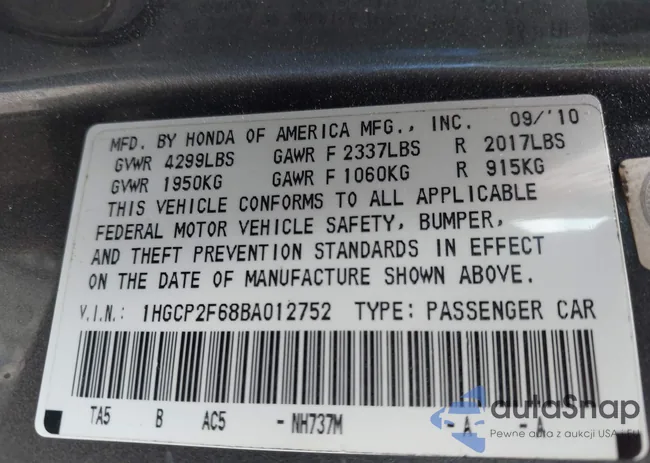 MFD. BY HONDA OF AMERICA MFG., INC. 09/'10
GVWR 4299LBS GAWR F 2337LBS R 2017LBS
GVWR 1950KG GAWR F 1060KG R 915KG
THIS VEHICLE CONFORMS TO ALL APPLICABLE
FEDERAL MOTOR VEHICLE SAFETY, BUMPER,
AND THEFT PREVENTION STANDARDS IN EFFECT
ON THE DATE OF MANUFACTURE SHOWN ABOVE.
V.I.N.: 1HGCP2F68BA012752 TYPE: PASSENGER CAR
TA5 B AC5 - NH737M - A - - A
autaSnap
Pewne auta z aukcji USA i EU